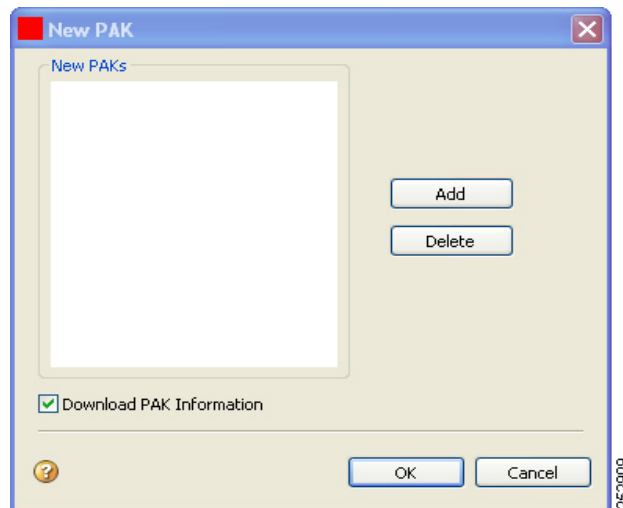 New PAK
New PAKs
Add
Delete
Download PAK Information
OK
Cancel